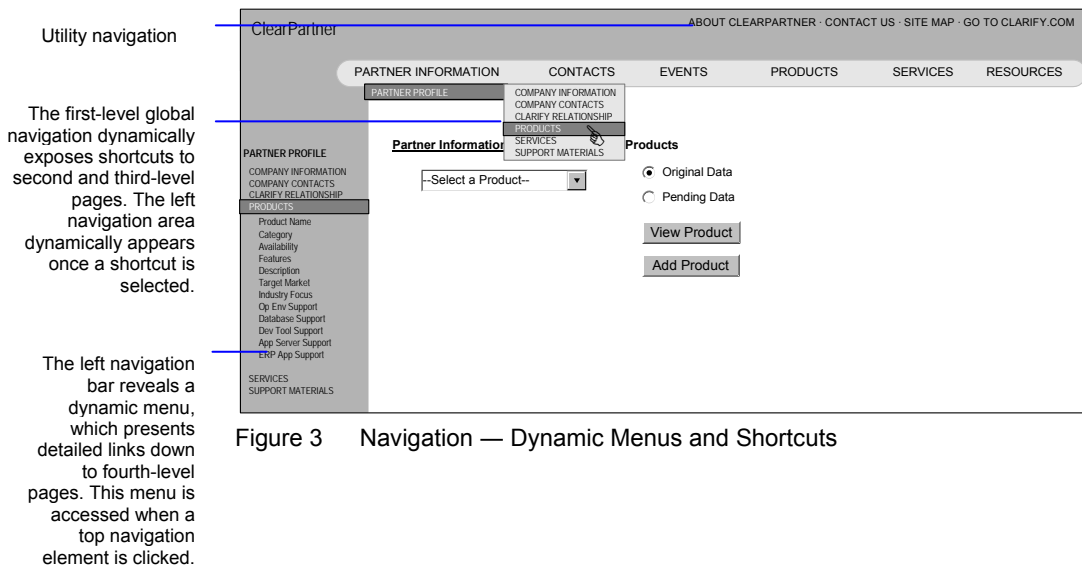 Utility navigation
The first-level global
navigation dynamically
exposes shortcuts to
second and third-level
pages. The left
navigation area
dynamically appears
once a shortcut is
selected.
The left navigation
bar reveals a
dynamic menu,
which presents
detailed links down
to fourth-level
pages. This menu is
accessed when a
top navigation
element is clicked.
ClearPartner
ABOUT CLEARPARTNER · CONTACT US · SITE MAP · GO TO CLARIFY.COM
PARTNER INFORMATION CONTACTS EVENTS PRODUCTS SERVICES RESOURCES
PARTNER PROFILE
COMPANY INFORMATION
COMPANY CONTACTS
CLARIFY RELATIONSHIP
PRODUCTS
SERVICES
SUPPORT MATERIALS
PARTNER PROFILE
COMPANY INFORMATION
COMPANY CONTACTS
CLARIFY RELATIONSHIP
PRODUCTS
Product Name
Category
Availability
Features
Description
Target Market
Industry Focus
Op Env Support
Database Support
Dev Tool Support
App Server Support
ERP App Support
SERVICES
SUPPORT MATERIALS
Partner Information Products
--Select a Product--
Original Data
Pending Data
View Product
Add Product
Figure 3 Navigation — Dynamic Menus and Shortcuts